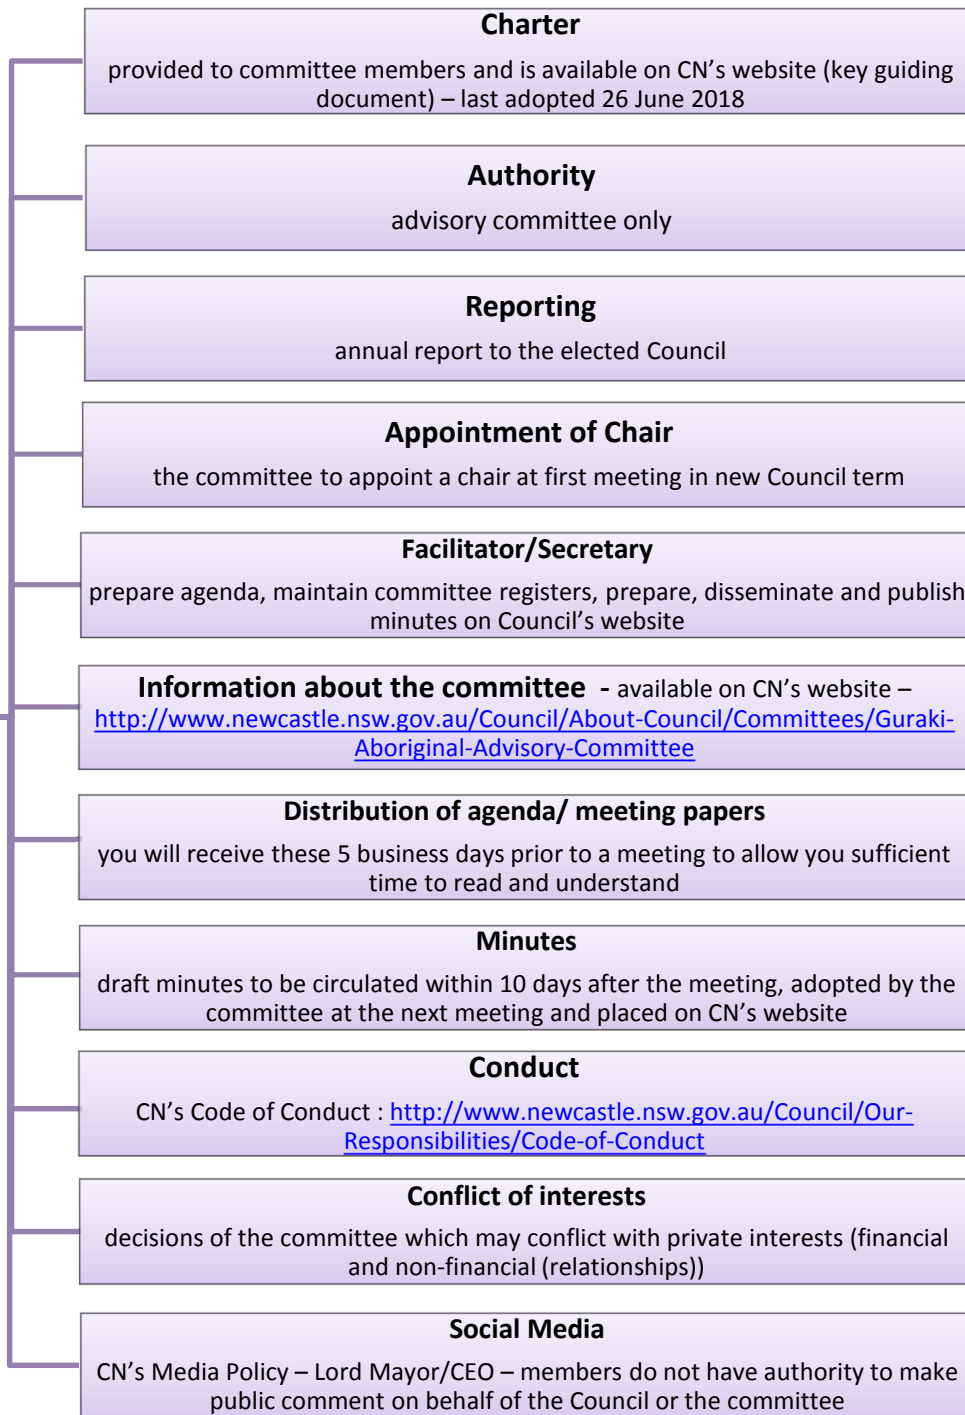 Charter
provided to committee members and is available on CN’s website (key guiding
document) – last adopted 26 June 2018
Authority
advisory committee only
Reporting
annual report to the elected Council
Appointment of Chair
the committee to appoint a chair at first meeting in new Council term
Facilitator/Secretary
prepare agenda, maintain committee registers, prepare, disseminate and publish
minutes on Council’s website
Information about the committee - available on CN’s website –
http://www.newcastle.nsw.gov.au/Council/About-Council/Committees/Guraki-
Aboriginal-Advisory-Committee
Distribution of agenda/ meeting papers
you will receive these 5 business days prior to a meeting to allow you sufficient
time to read and understand
Minutes
draft minutes to be circulated within 10 days after the meeting, adopted by the
committee at the next meeting and placed on CN’s website
Conduct
CN’s Code of Conduct : http://www.newcastle.nsw.gov.au/Council/Our-
Responsibilities/Code-of-Conduct
Conflict of interests
decisions of the committee which may conflict with private interests (financial
and non-financial (relationships))
Social Media
CN’s Media Policy – Lord Mayor/CEO – members do not have authority to make
public comment on behalf of the Council or the committee